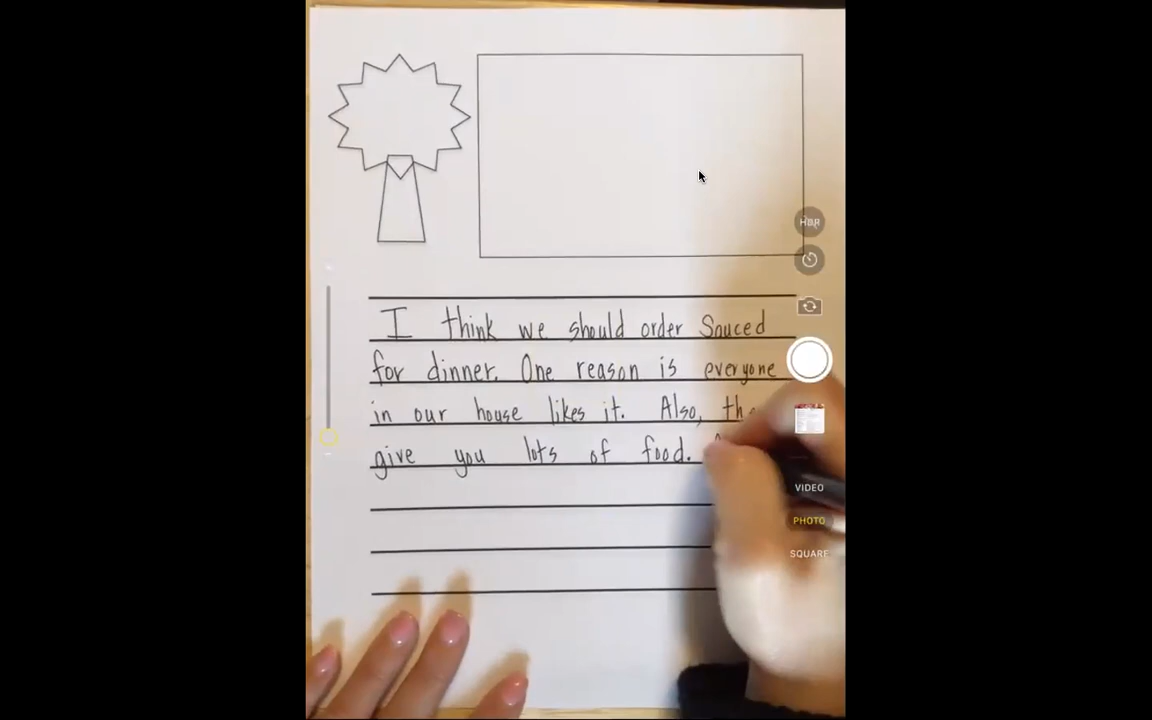 I think we should order Sauced
for dinner. One reason is everyone
in our house likes it. Also,
give you lots of food.
HDR
VIDEO
PHOTO
SQUARE